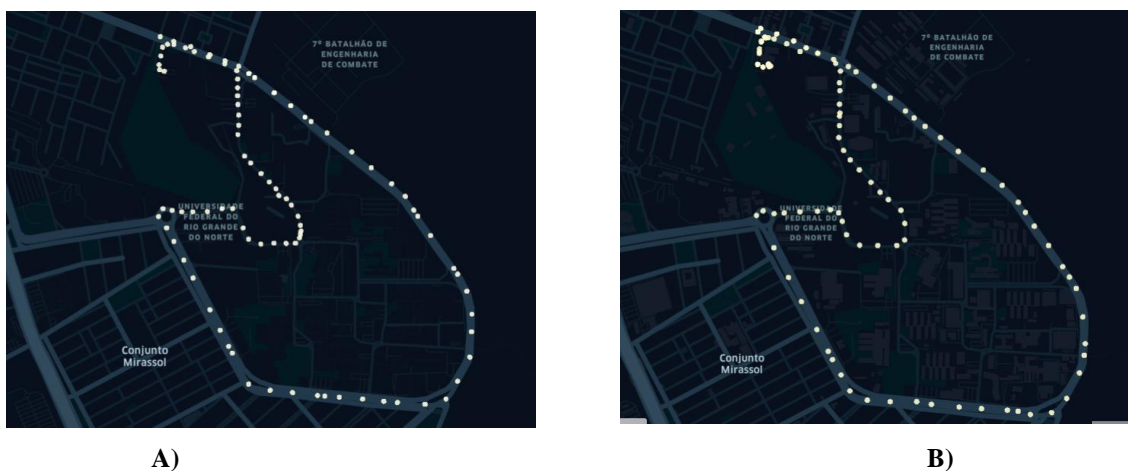 7º BATALHÃO DE
ENGENHARIA
DE COMBATE
UNIVERSIDADE
FEDERAL DO
RIO GRANDE
DO NORTE
Conjunto
Mirassol
7º BATALHÃO DE
ENGENHARIA
DE COMBATE
UNIVERSIDADE
FEDERAL DO
RIO GRANDE
DO NORTE
Conjunto
Mirassol
A)
B)